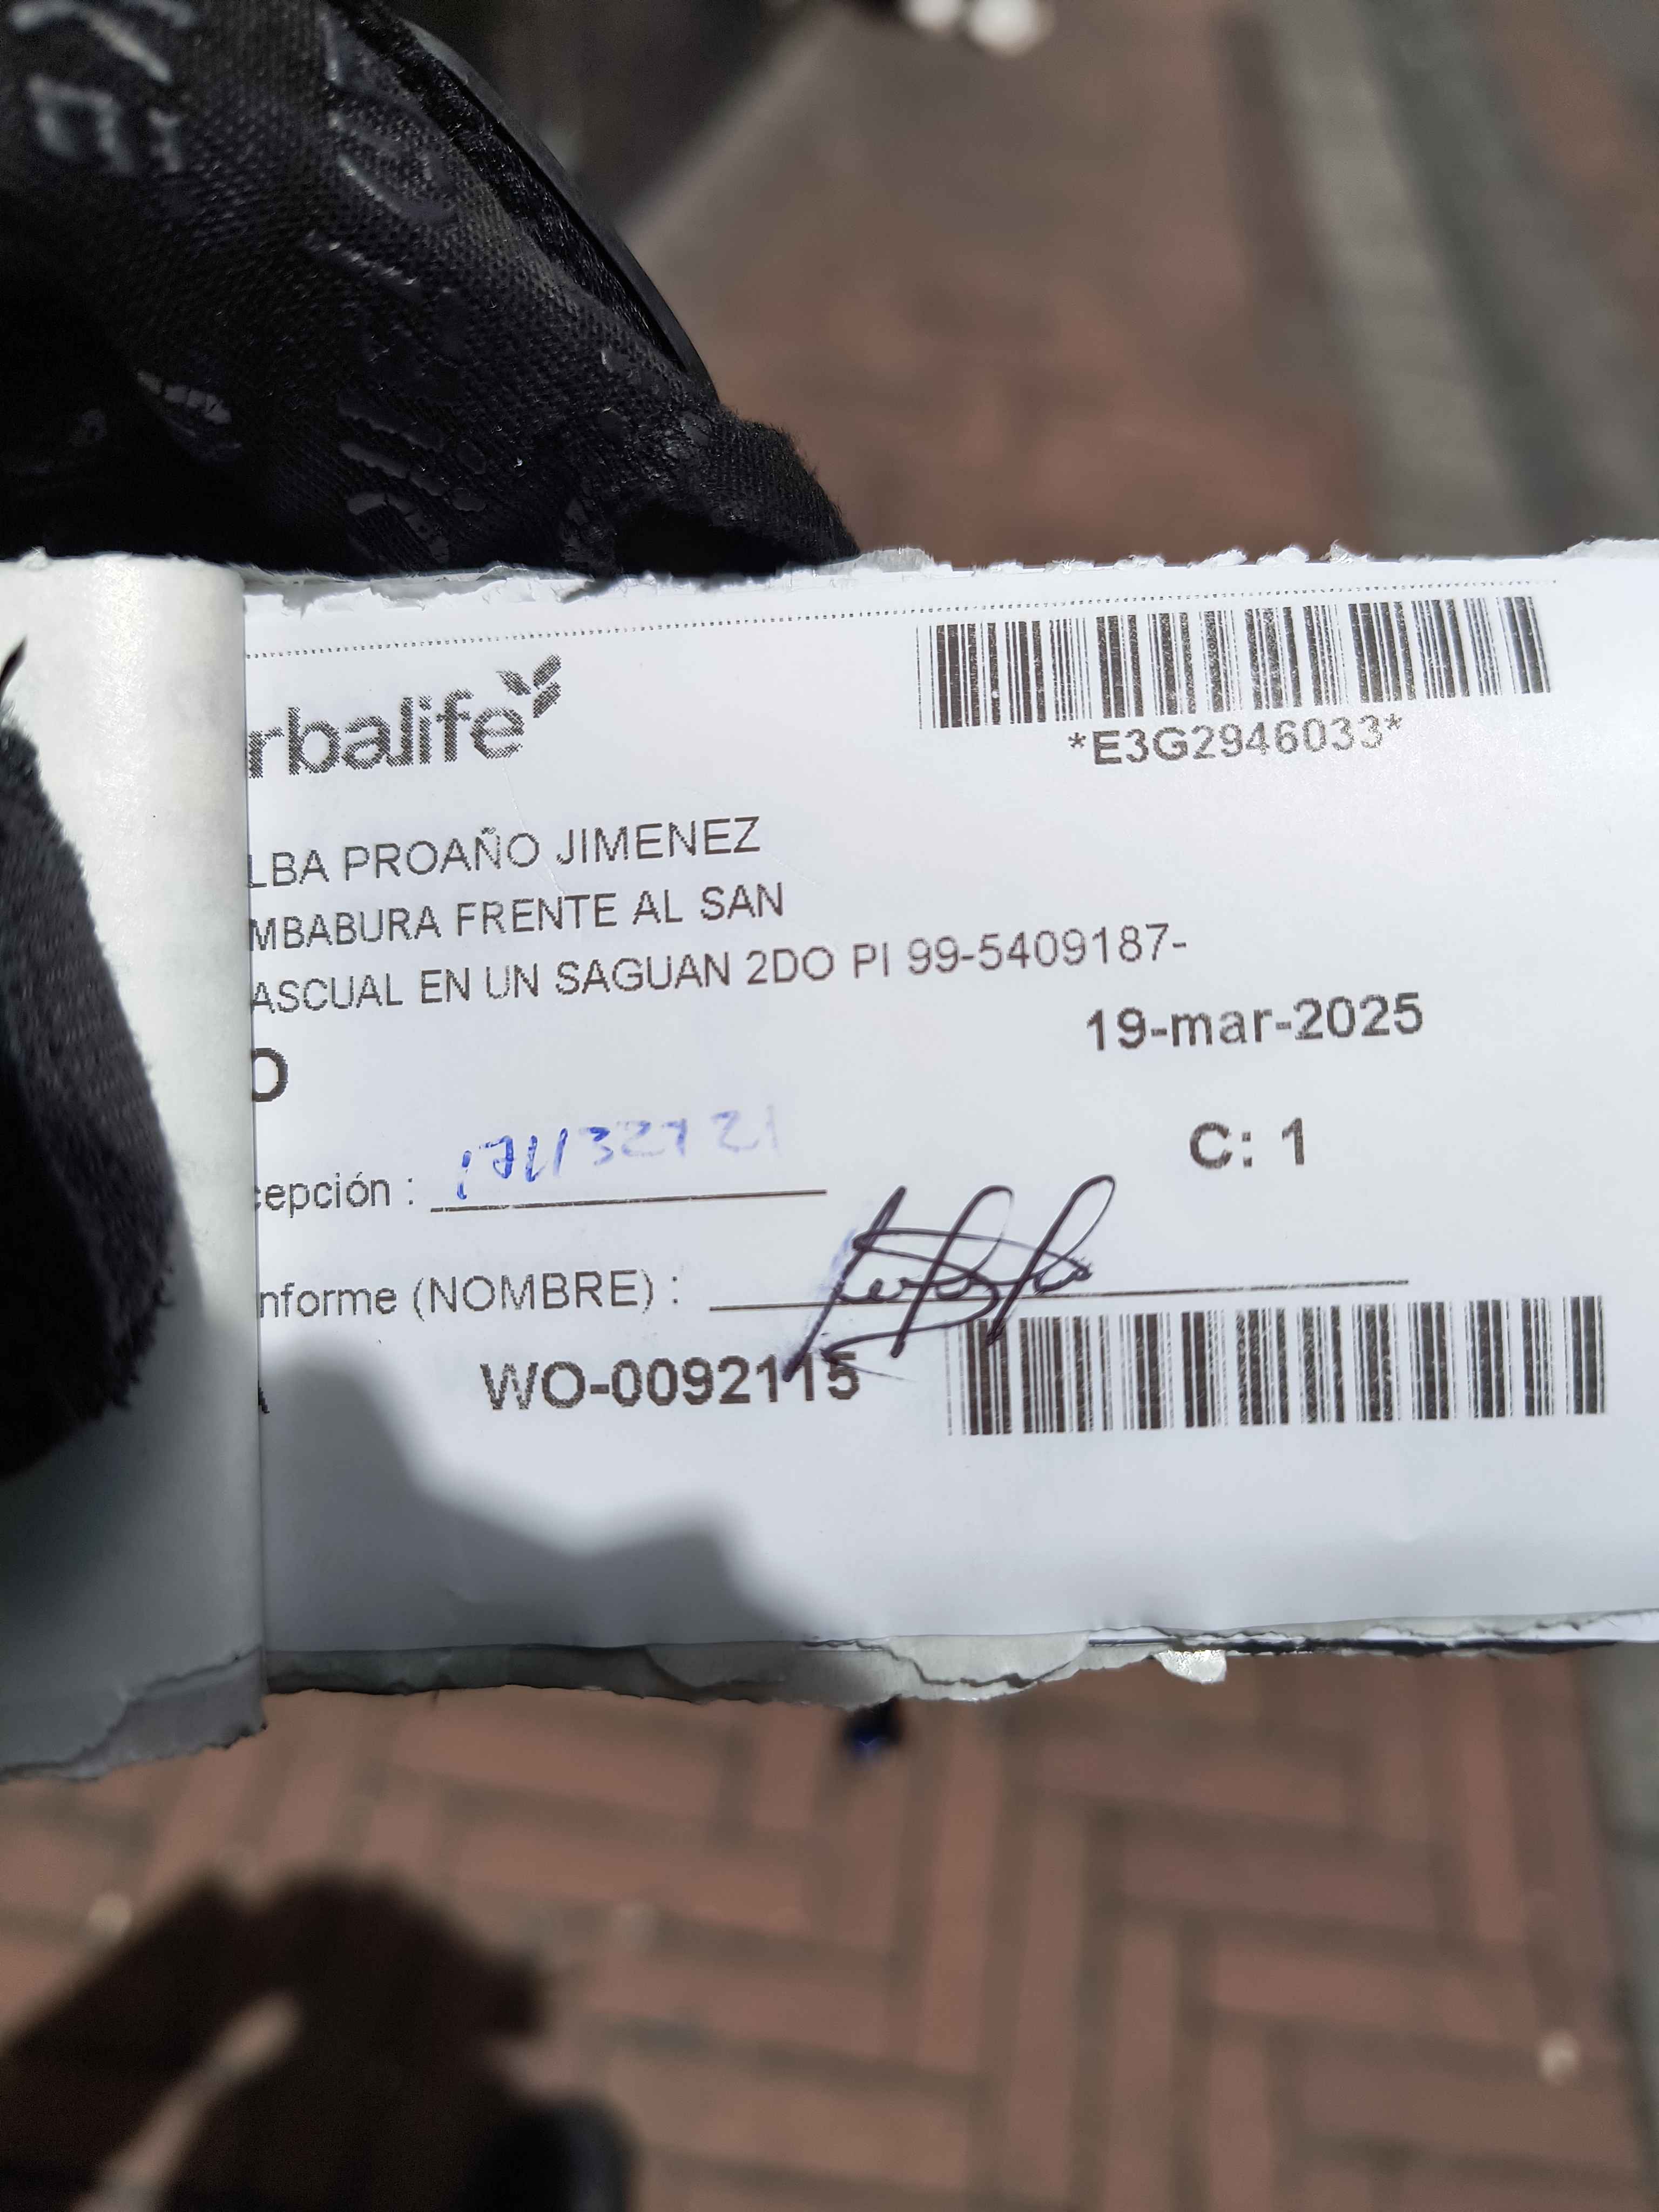 rbalife
*E3G2946033*
LBA PROAÑO JIMENEZ
MBABURA FRENTE AL SAN
ASCUAL EN UN SAGUAN 2DO PI 99-5409187-
19-mar-2025
O
C: 1
cepción :
nforme (NOMBRE) :
WO-0092115